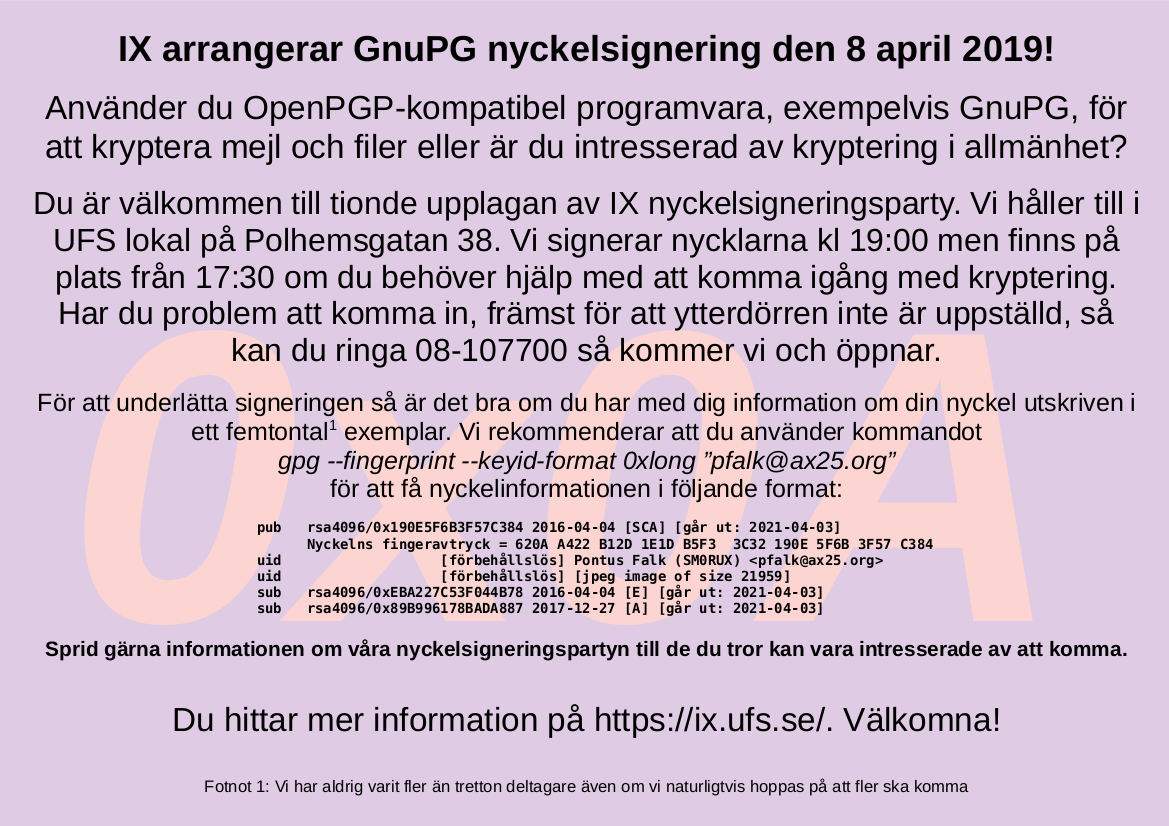 IX arrangerar GnuPG nyckelsignering den 8 april 2019!
Använder du OpenPGP-kompatibel programvara, exempelvis GnuPG, för
att kryptera mejl och filer eller är du intresserad av kryptering i allmänhet?
Du är välkommen till tionde upplagan av IX nyckelsigneringsparty. Vi håller till i
UFS lokal på Polhemsgatan 38. Vi signerar nycklarna kl 19:00 men finns på
plats från 17:30 om du behöver hjälp med att komma igång med kryptering.
Har du problem att komma in, främst för att ytterdörren inte är uppställd, så
kan du ringa 08-107700 så kommer vi och öppnar.
0x0A
För att underlätta signeringen så är det bra om du har med dig information om din nyckel utskriven i
ett femtontal¹ exemplar. Vi rekommenderar att du använder kommandot
gpg --fingerprint --keyid-format 0xlong ”pfalk@ax25.org”
för att få nyckelinformationen i följande format:
pub rsa4096/0x190E5F6B3F57C384 2016-04-04 [SCA] [går ut: 2021-04-03]
Nyckelns fingeravtryck = 620A A422 B12D 1E1D B5F3 3C32 190E 5F6B 3F57 C384
uid [förbehållslös] Pontus Falk (SM0RUX) <pfalk@ax25.org>
uid [förbehållslös] [jpeg image of size 21959]
sub rsa4096/0xEBA227C53F044B78 2016-04-04 [E] [går ut: 2021-04-03]
sub rsa4096/0x89B996178BADA887 2017-12-27 [A] [går ut: 2021-04-03]
Sprid gärna informationen om våra nyckelsigneringspartyn till de du tror kan vara intresserade av att komma.
Du hittar mer information på https://ix.ufs.se/. Välkomna!
Fotnot 1: Vi har aldrig varit fler än tretton deltagare även om vi naturligtvis hoppas på att fler ska komma